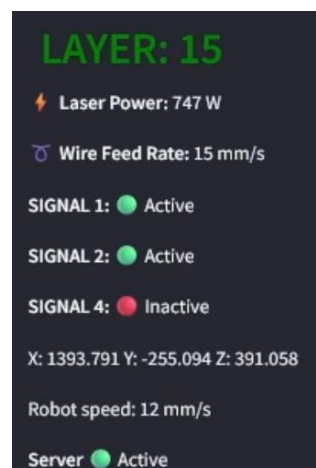 LAYER: 15
Laser Power: 747 W
Wire Feed Rate: 15 mm/s
SIGNAL 1: Active
SIGNAL 2: Active
SIGNAL 4: Inactive
X: 1393.791 Y: -255.094 Z: 391.058
Robot speed: 12 mm/s
Server Active